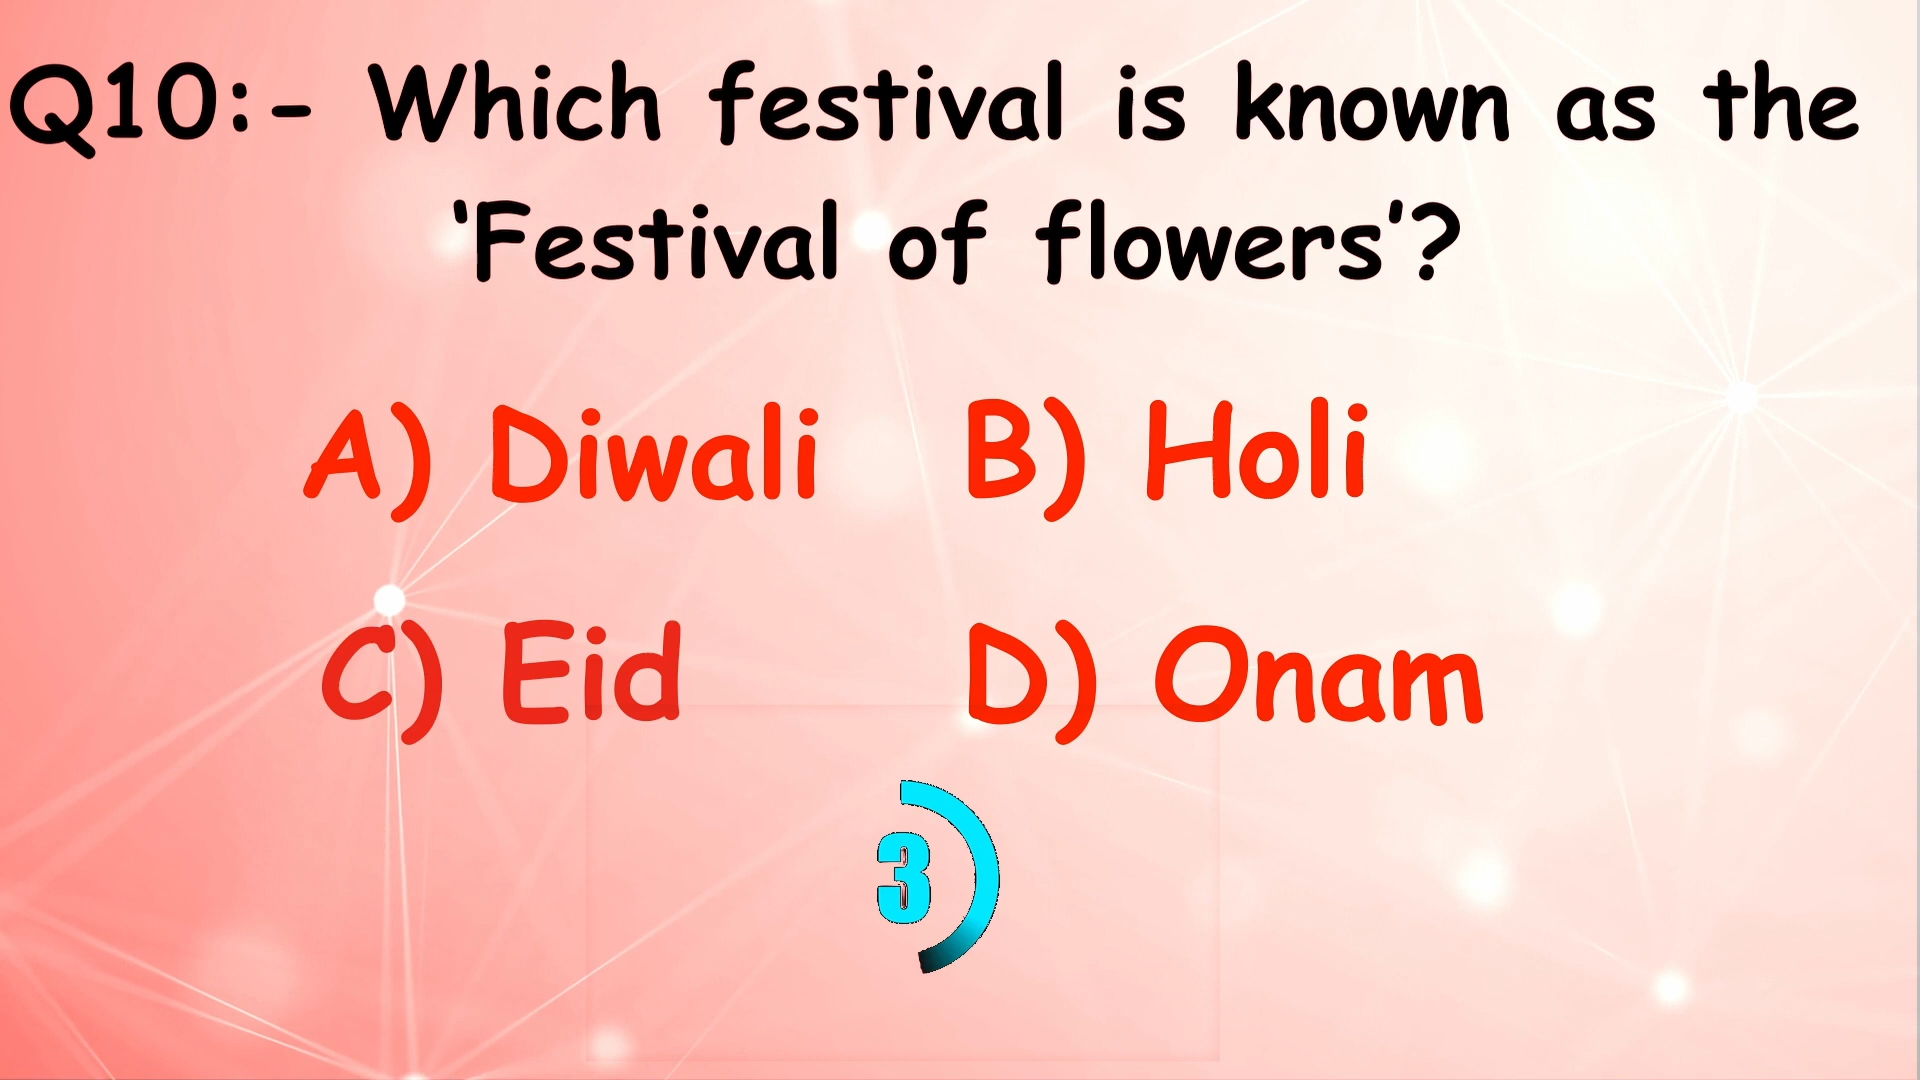 Q10:- Which festival is known as the
‘Festival of flowers’?
A) Diwali B) Holi
C) Eid D) Onam
3